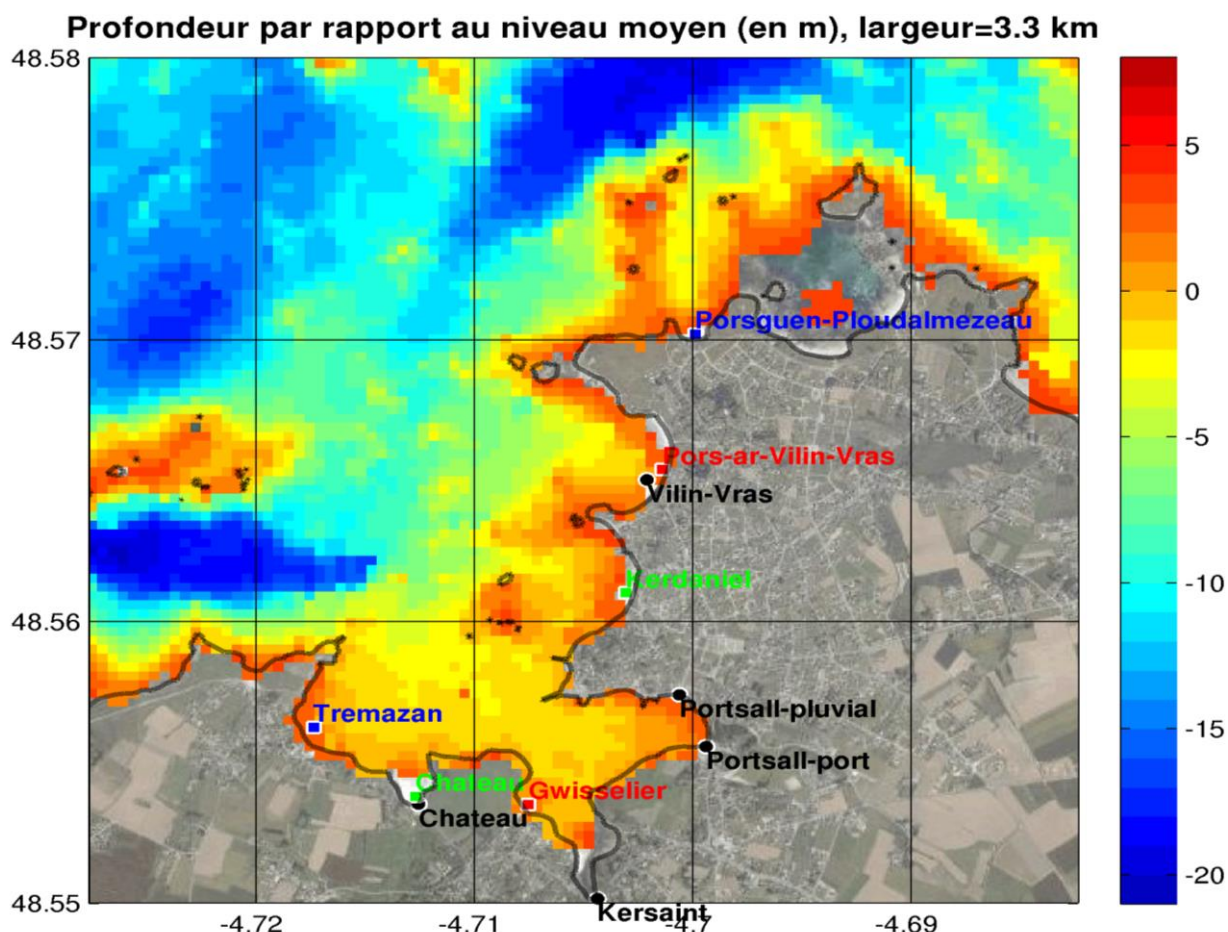 Profondeur par rapport au niveau moyen (en m), largeur=3.3 km
48.58
5
Porsguen-Ploudalmezeau
0
48.57
Pors-ar-Vilin-Vras
-5
Vilin-Vras
Kerdaniel
-10
48.56
Tremazan
Portsall-pluvial
-15
Portsall-port
Chateau
Gwisselier
Chateau
-20
48.55
Kersaint
-4.72
-4.71
-4.7
-4.69